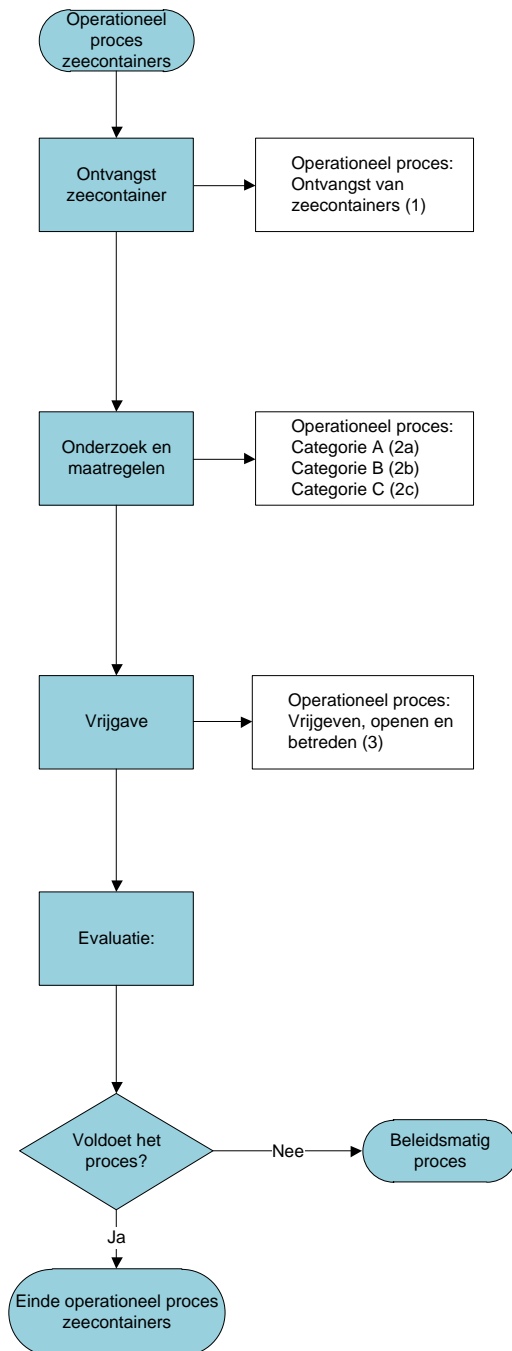 Operationeel
proces
zeecontainers
Ontvangst
zeecontainer
Operationeel proces:
Ontvangst van
zeecontainers (1)
Onderzoek en
maatregelen
Operationeel proces:
Categorie A (2a)
Categorie B (2b)
Categorie C (2c)
Vrijgave
Operationeel proces:
Vrijgeven, openen en
betreden (3)
Evaluatie:
Voldoet het
proces?
Nee
Beleidsmatig
proces
Ja
Einde operationeel proces
zeecontainers